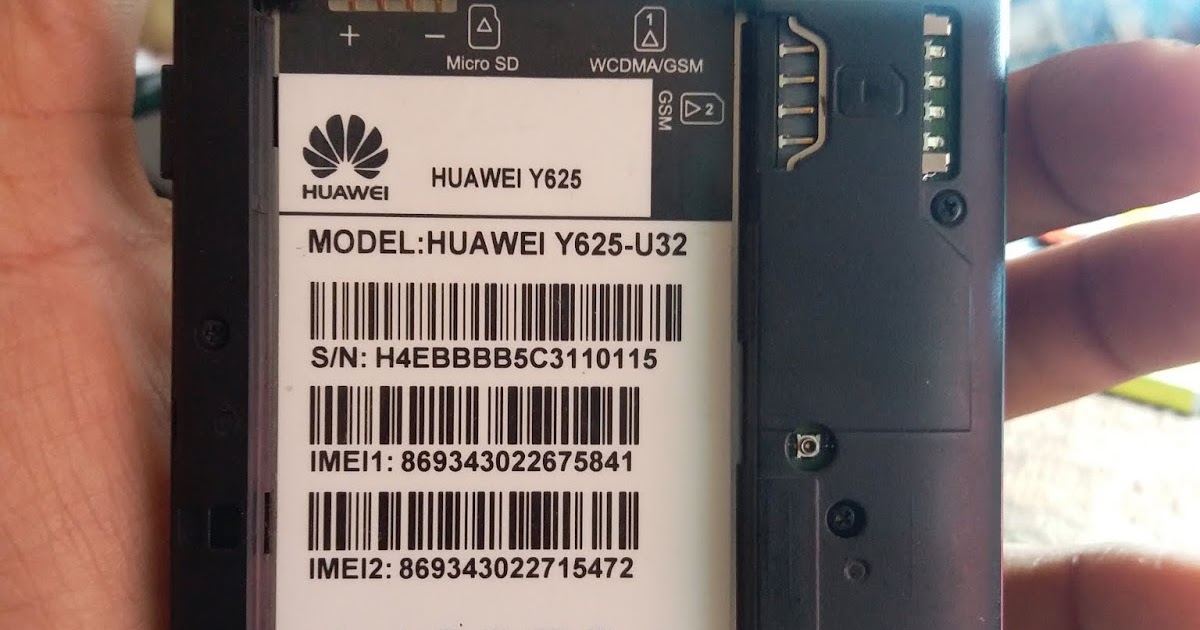 + −
Micro SD
1
WCDMA/GSM
GSM
2
HUAWEI
HUAWEI Y625
MODEL:HUAWEI Y625-U32
S/N: H4EBBBB5C3110115
IMEI1: 869343022675841
IMEI2: 869343022715472